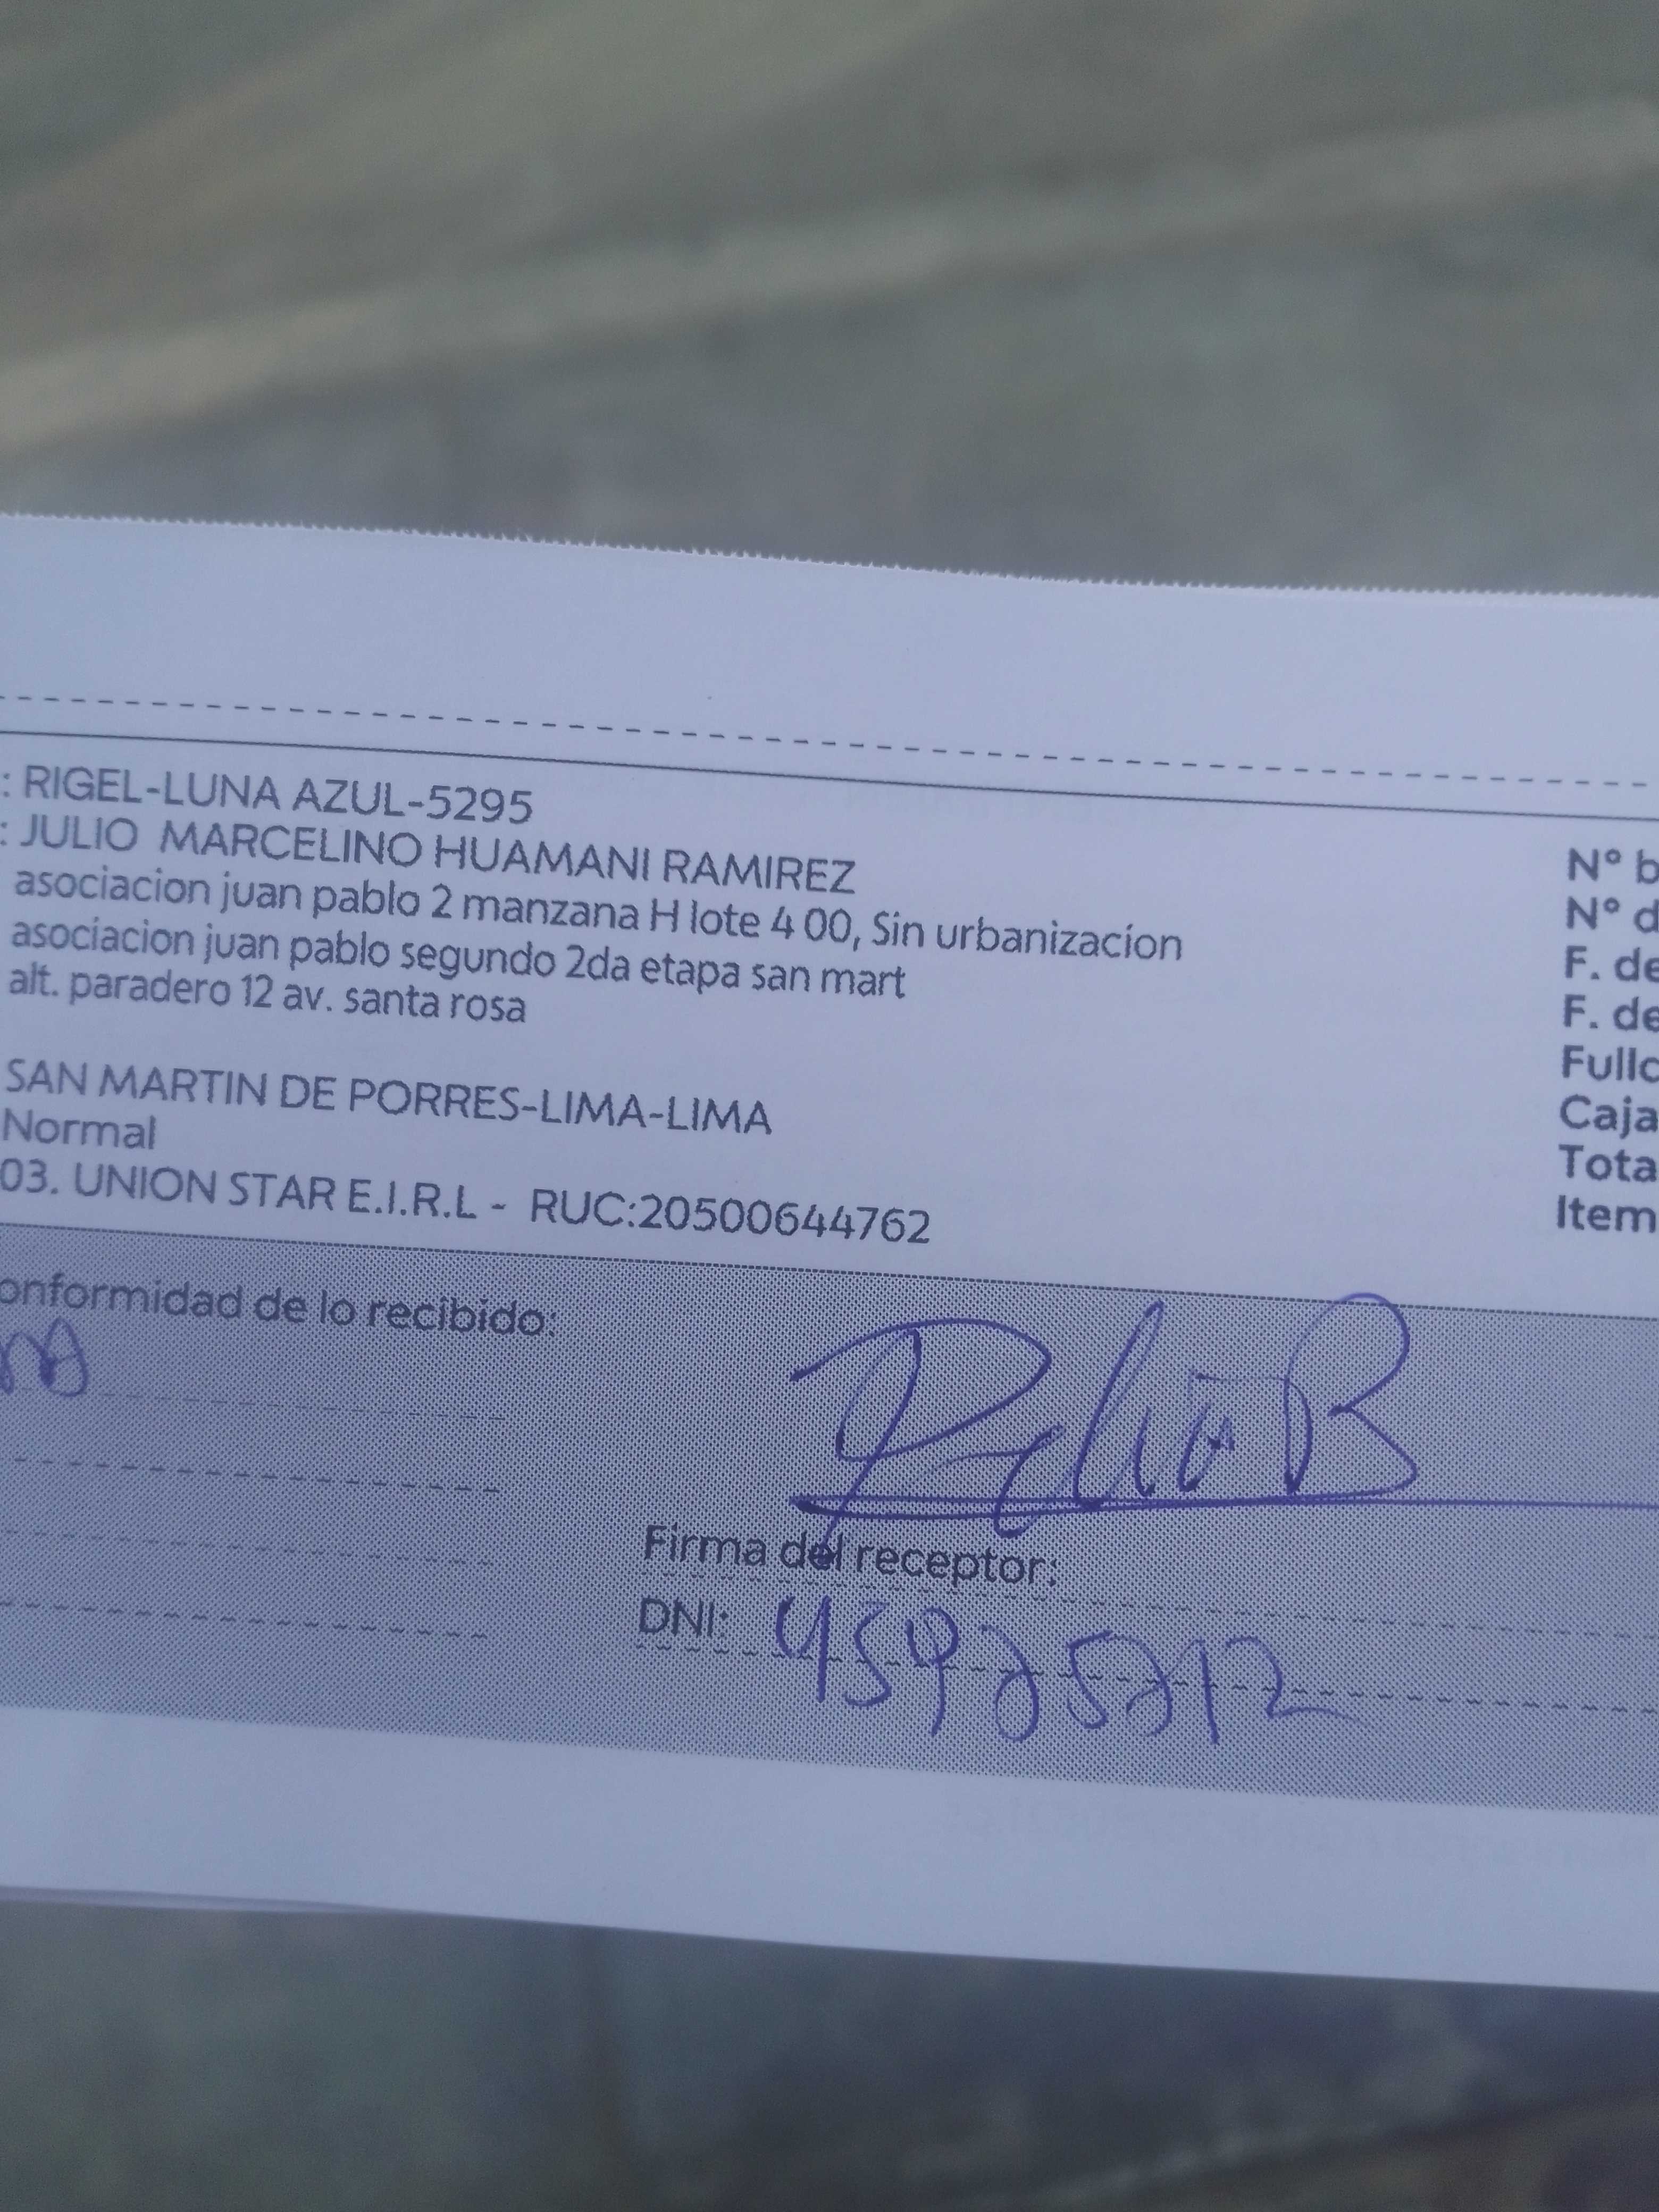 : RIGEL-LUNA AZUL-5295
: JULIO MARCELINO HUAMANI RAMIREZ
asociacion juan pablo 2 manzana H lote 4 00, Sin urbanizacion
asociacion juan pablo segundo 2da etapa san mart
alt. paradero 12 av. santa rosa
SAN MARTIN DE PORRES-LIMA-LIMA
Normal
03. UNION STAR E.I.R.L - RUC:20500644762
N° b
N° d
F. de
F. de
Fullc
Caja
Tota
Item
onformidad de lo recibido:
Firma del receptor:
DNI: